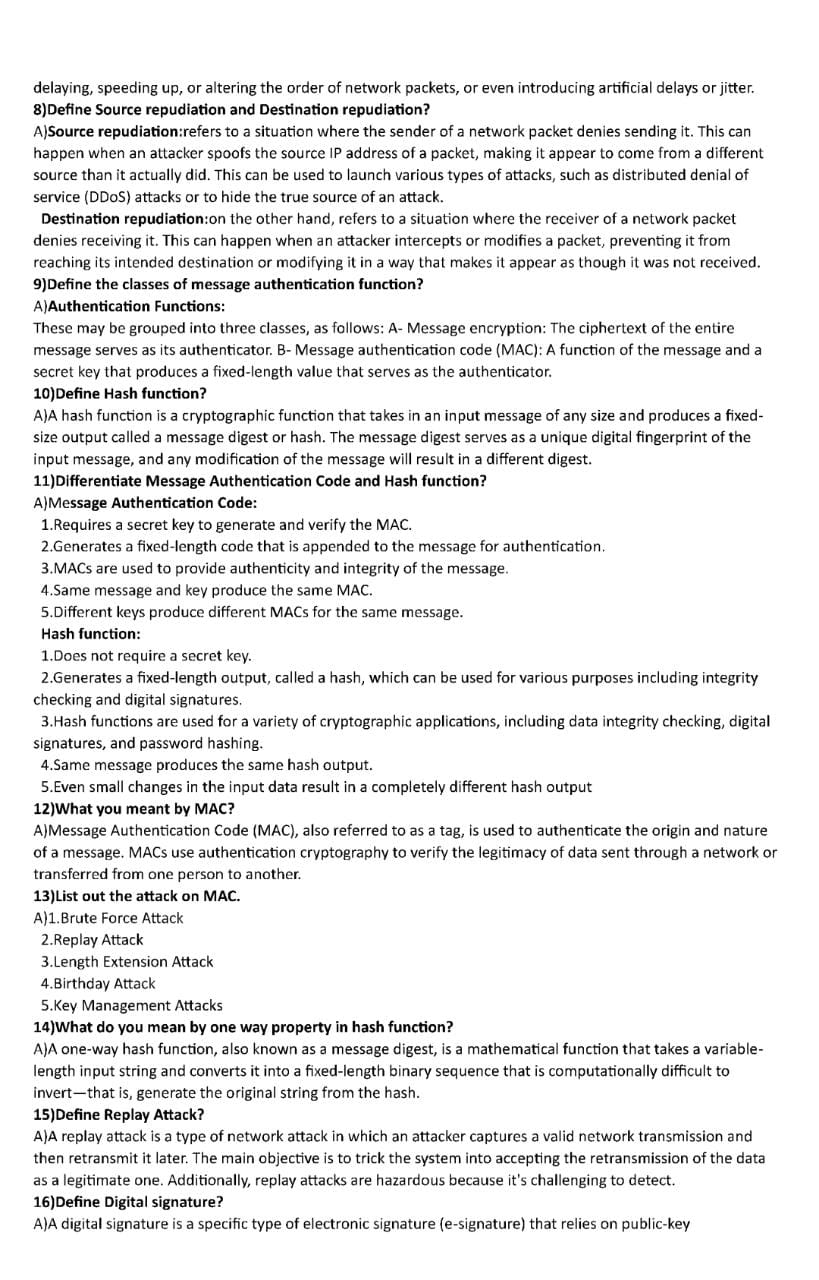 delaying, speeding up, or altering the order of network packets, or even introducing artificial delays or jitter.
8)Define Source repudiation and Destination repudiation?
A)Source repudiation:refers to a situation where the sender of a network packet denies sending it. This can
happen when an attacker spoofs the source IP address of a packet, making it appear to come from a different
source than it actually did. This can be used to launch various types of attacks, such as distributed denial of
service (DDoS) attacks or to hide the true source of an attack.
Destination repudiation:on the other hand, refers to a situation where the receiver of a network packet
denies receiving it. This can happen when an attacker intercepts or modifies a packet, preventing it from
reaching its intended destination or modifying it in a way that makes it appear as though it was not received.
9)Define the classes of message authentication function?
A)Authentication Functions:
These may be grouped into three classes, as follows: A- Message encryption: The ciphertext of the entire
message serves as its authenticator. B- Message authentication code (MAC): A function of the message and a
secret key that produces a fixed-length value that serves as the authenticator.
10)Define Hash function?
A)A hash function is a cryptographic function that takes in an input message of any size and produces a fixed-
size output called a message digest or hash. The message digest serves as a unique digital fingerprint of the
input message, and any modification of the message will result in a different digest.
11)Differentiate Message Authentication Code and Hash function?
A)Message Authentication Code:
1.Requires a secret key to generate and verify the MAC.
2.Generates a fixed-length code that is appended to the message for authentication.
3.MACs are used to provide authenticity and integrity of the message.
4.Same message and key produce the same MAC.
5.Different keys produce different MACs for the same message.
Hash function:
1.Does not require a secret key.
2.Generates a fixed-length output, called a hash, which can be used for various purposes including integrity
checking and digital signatures.
3.Hash functions are used for a variety of cryptographic applications, including data integrity checking, digital
signatures, and password hashing.
4.Same message produces the same hash output.
5.Even small changes in the input data result in a completely different hash output
12)What you meant by MAC?
A)Message Authentication Code (MAC), also referred to as a tag, is used to authenticate the origin and nature
of a message. MACs use authentication cryptography to verify the legitimacy of data sent through a network or
transferred from one person to another.
13)List out the attack on MAC.
A)1.Brute Force Attack
2.Replay Attack
3.Length Extension Attack
4.Birthday Attack
5.Key Management Attacks
14)What do you mean by one way property in hash function?
A)A one-way hash function, also known as a message digest, is a mathematical function that takes a variable-
length input string and converts it into a fixed-length binary sequence that is computationally difficult to
invert—that is, generate the original string from the hash.
15)Define Replay Attack?
A)A replay attack is a type of network attack in which an attacker captures a valid network transmission and
then retransmit it later. The main objective is to trick the system into accepting the retransmission of the data
as a legitimate one. Additionally, replay attacks are hazardous because it's challenging to detect.
16)Define Digital signature?
A)A digital signature is a specific type of electronic signature (e-signature) that relies on public-key